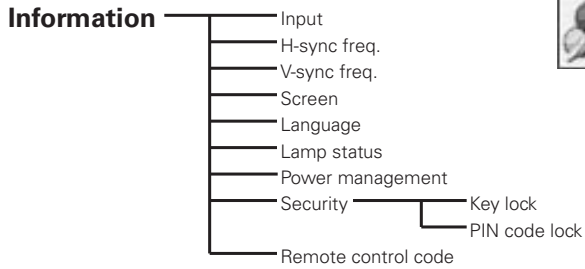 Information
Input
H-sync freq.
V-sync freq.
Screen
Language
Lamp status
Power management
Security
Key lock
PIN code lock
Remote control code